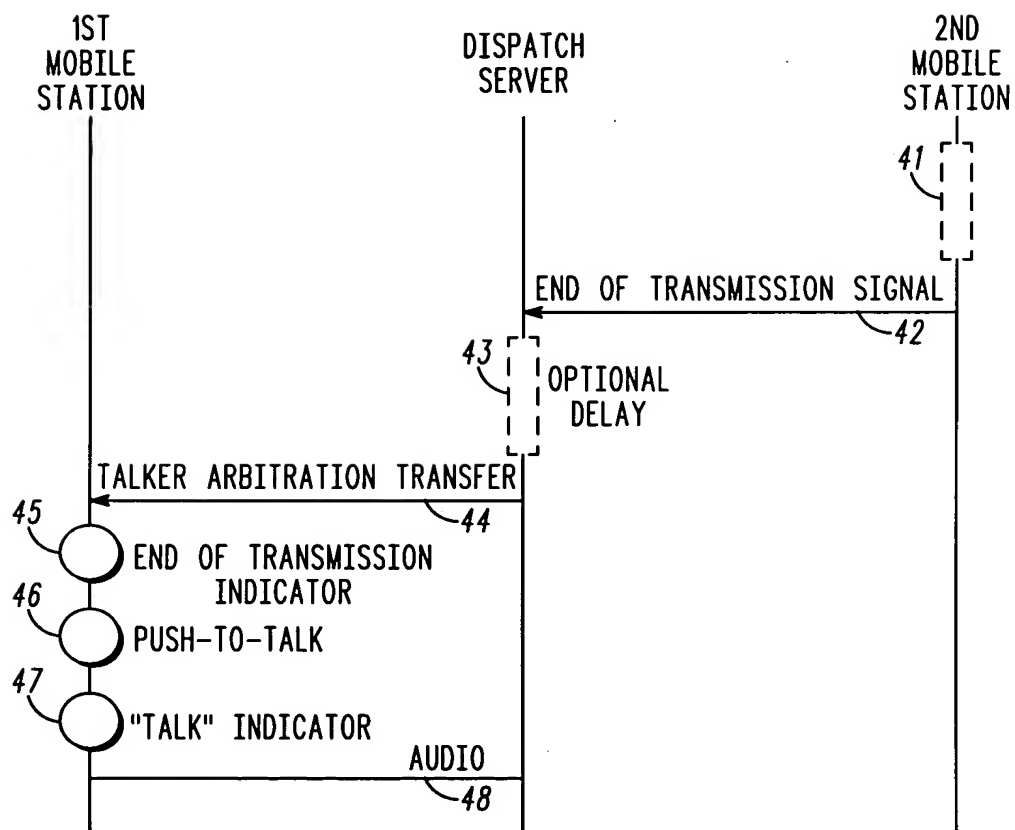 1ST
MOBILE
STATION
DISPATCH
SERVER
2ND
MOBILE
STATION
41
END OF TRANSMISSION SIGNAL
42
43
OPTIONAL
DELAY
TALKER ARBITRATION TRANSFER
44
45
END OF TRANSMISSION
INDICATOR
46
PUSH-TO-TALK
47
"TALK" INDICATOR
AUDIO
48